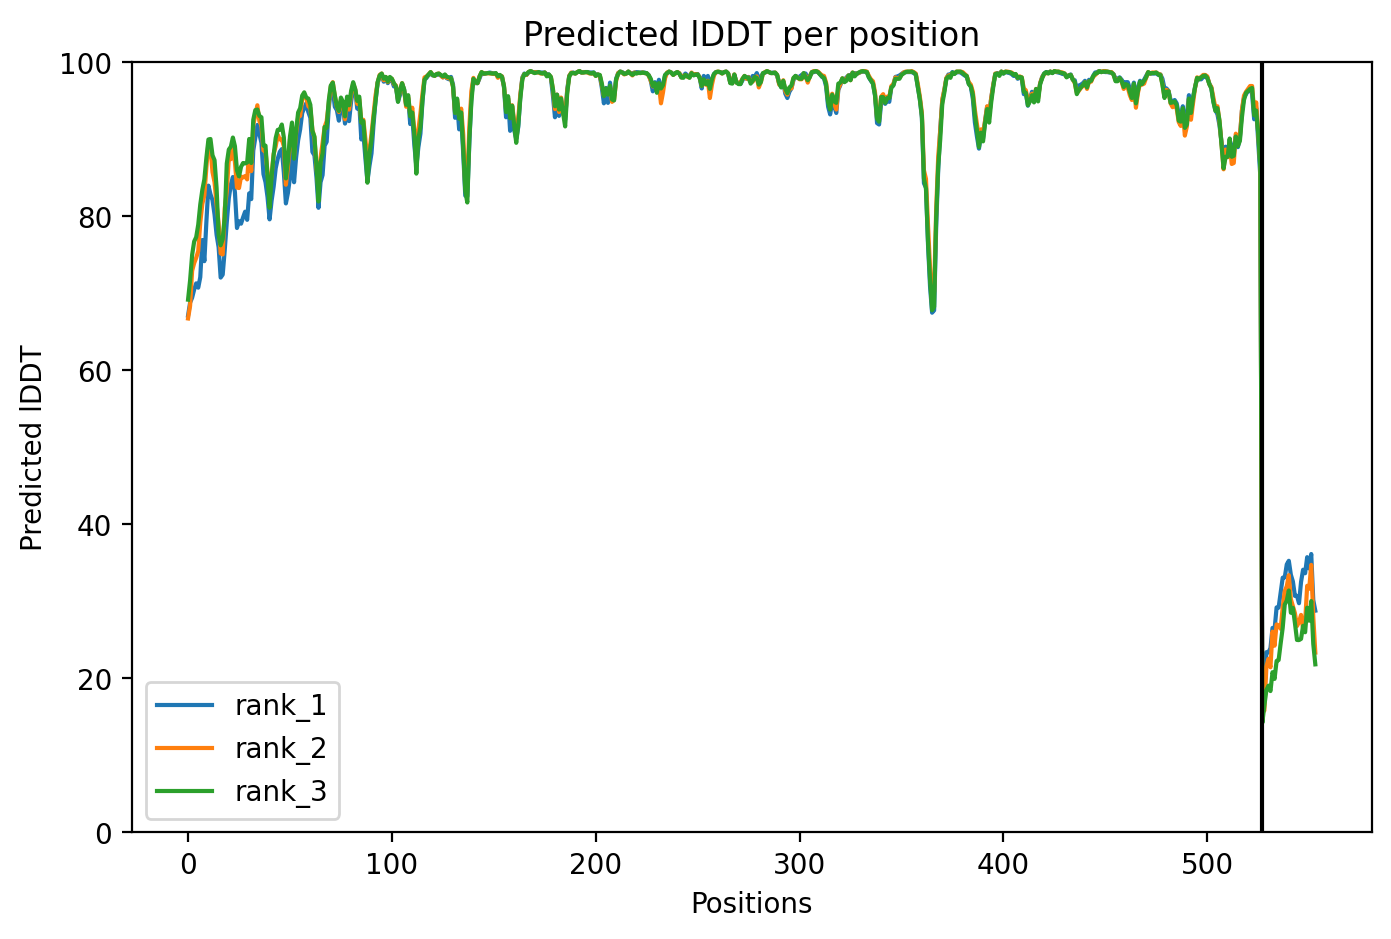 Predicted lDDT per position
100
80
60
40
20
0
Predicted lDDT
0 100 200 300 400 500
Positions
rank_1
rank_2
rank_3